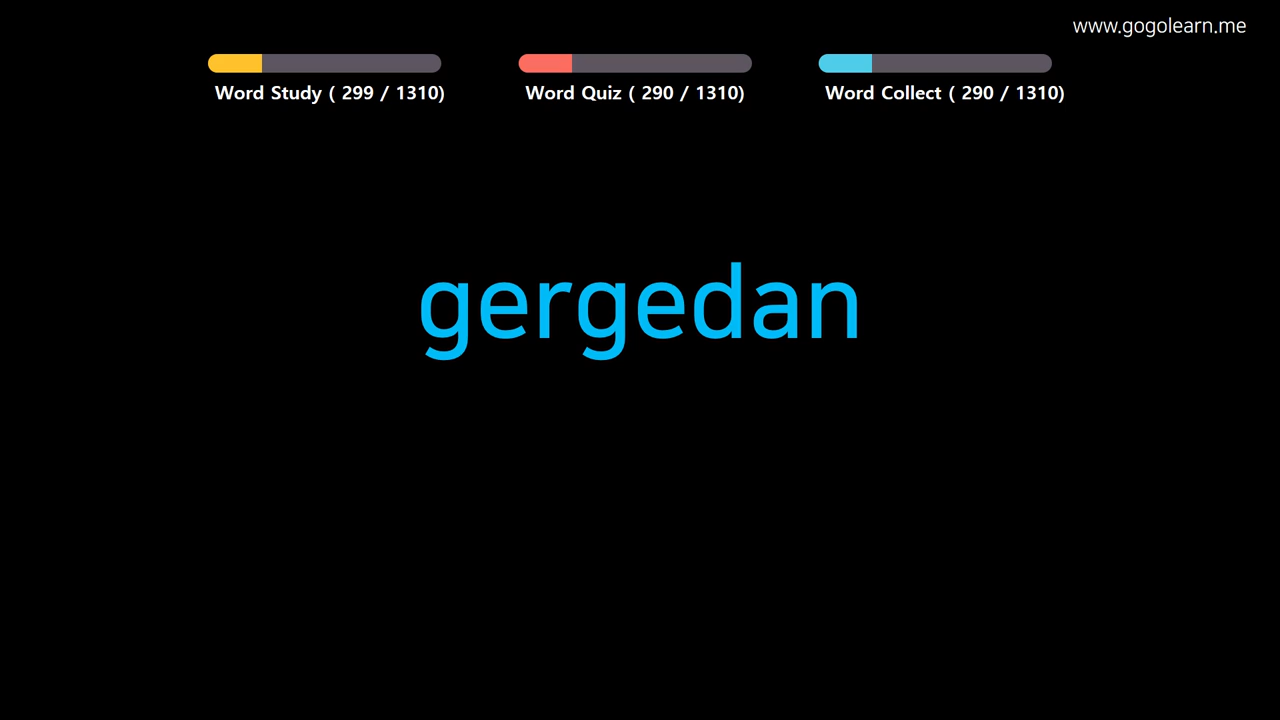 www.gogolearn.me
Word Study ( 299 / 1310)
Word Quiz ( 290 / 1310)
Word Collect ( 290 / 1310)
gergedan